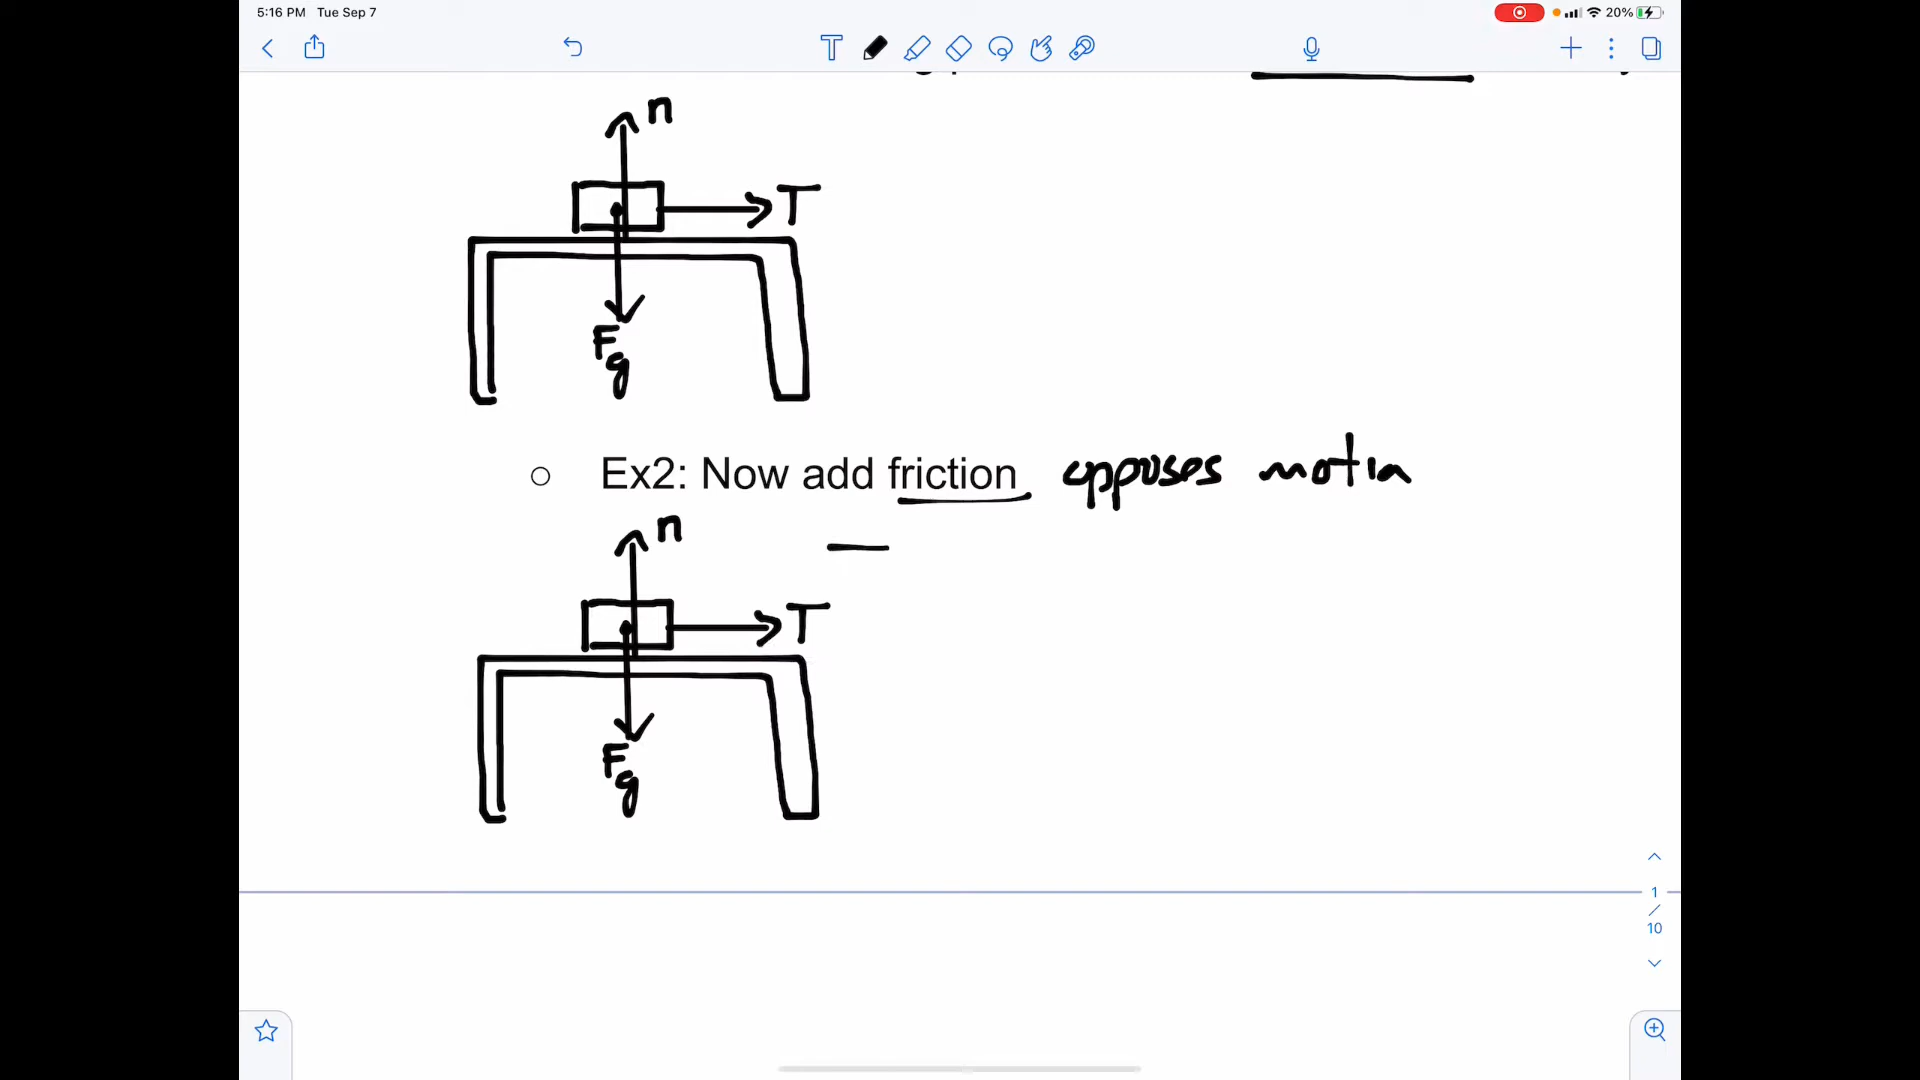 5:16 PM Tue Sep 7
20%
n
T
Fg
Ex2: Now add friction opposes motion
n
T
Fg
1
/
10